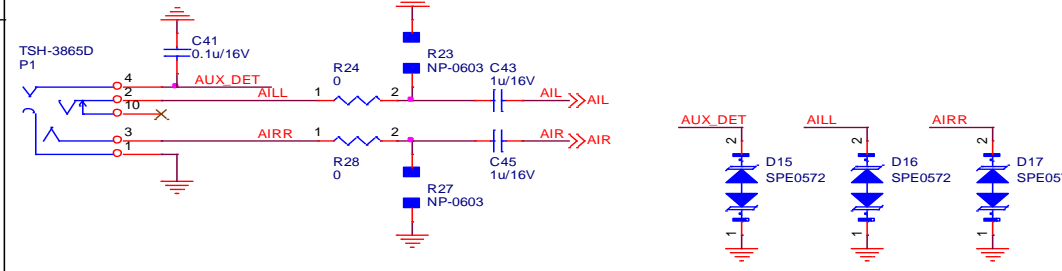 TSH-3865D
P1
C41
0.1u/16V
4
2
10
3
1
AUX_DET
AILL
AIRR
R24
0
1
2
1
2
R28
0
R23
NP-0603
R27
NP-0603
C43
1u/16V
C45
1u/16V
AIL
AIL
AIR
AIR
AUX_DET
2
D15
SPE0572
1
AILL
2
D16
SPE0572
1
AIRR
2
D17
SPE057
1